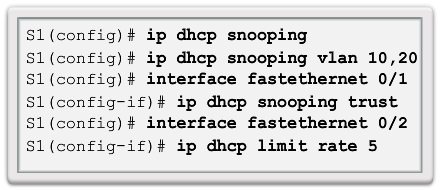 S1(config)# ip dhcp snooping
S1(config)# ip dhcp snooping vlan 10,20
S1(config)# interface fastethernet 0/1
S1(config-if)# ip dhcp snooping trust
S1(config)# interface fastethernet 0/2
S1(config-if)# ip dhcp limit rate 5